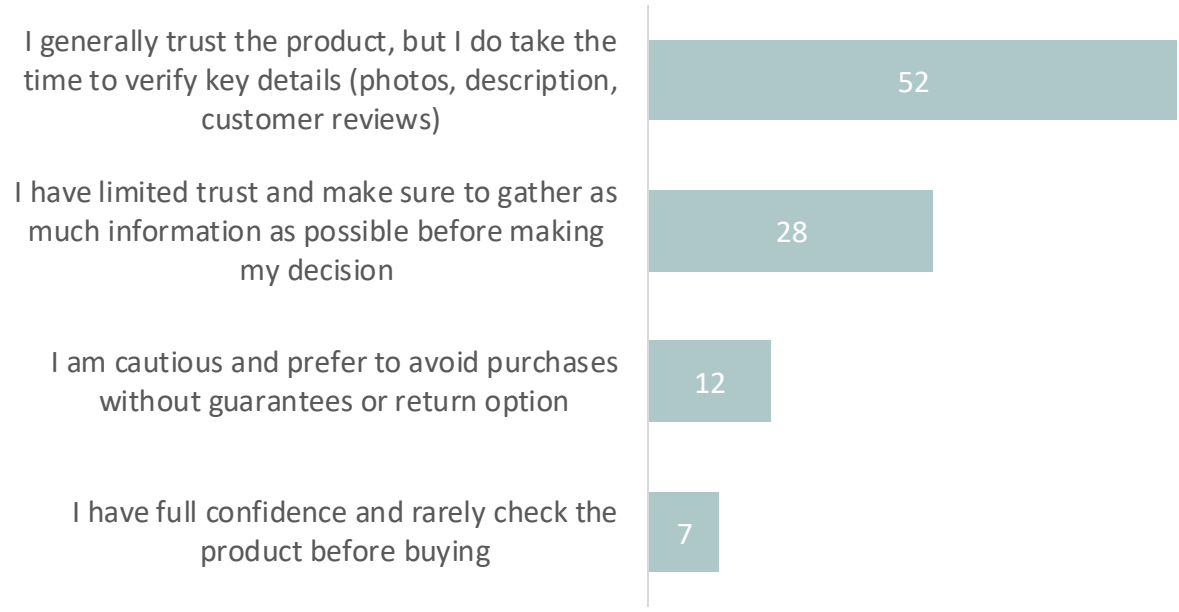 I generally trust the product, but I do take the
time to verify key details (photos, description,
customer reviews)
52
I have limited trust and make sure to gather as
much information as possible before making
my decision
28
I am cautious and prefer to avoid purchases
without guarantees or return option
12
I have full confidence and rarely check the
product before buying
7